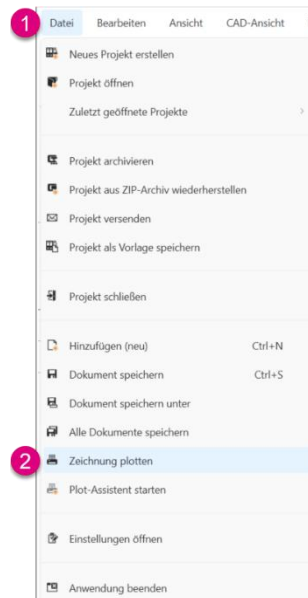 1 Datei Bearbeiten Ansicht CAD-Ansicht
Neues Projekt erstellen
Projekt öffnen
Zuletzt geöffnete Projekte
Projekt archivieren
Projekt aus ZIP-Archiv wiederherstellen
Projekt versenden
Projekt als Vorlage speichern
Projekt schließen
Hinzufügen (neu) Ctrl+N
Dokument speichern Ctrl+S
Dokument speichern unter
Alle Dokumente speichern
2 Zeichnung plotten
Plot-Assistent starten
Einstellungen öffnen
Anwendung beenden